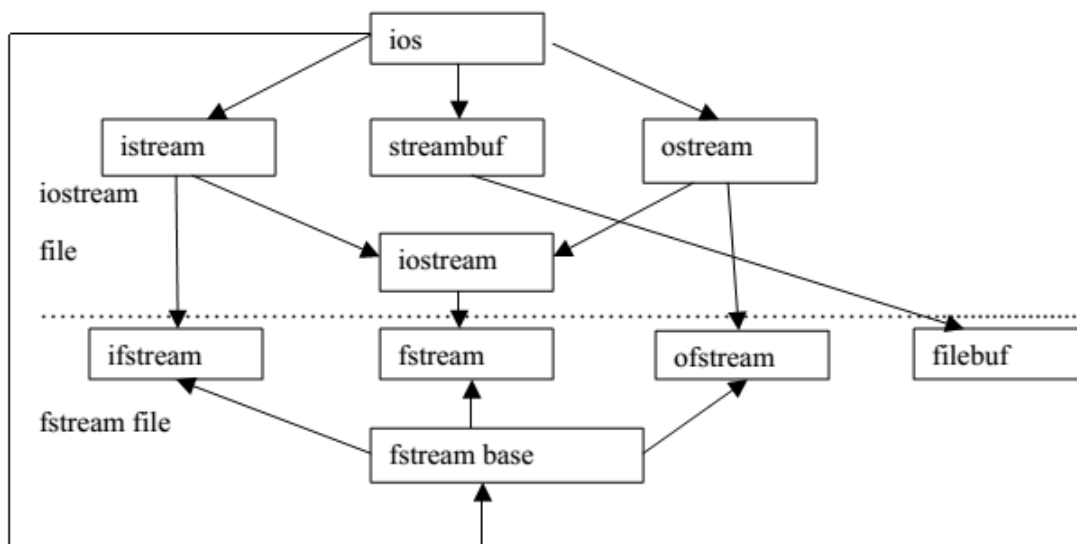 ios
istream
streambuf
ostream
iostream
file
iostream
ifstream
fstream
ofstream
filebuf
fstream file
fstream base